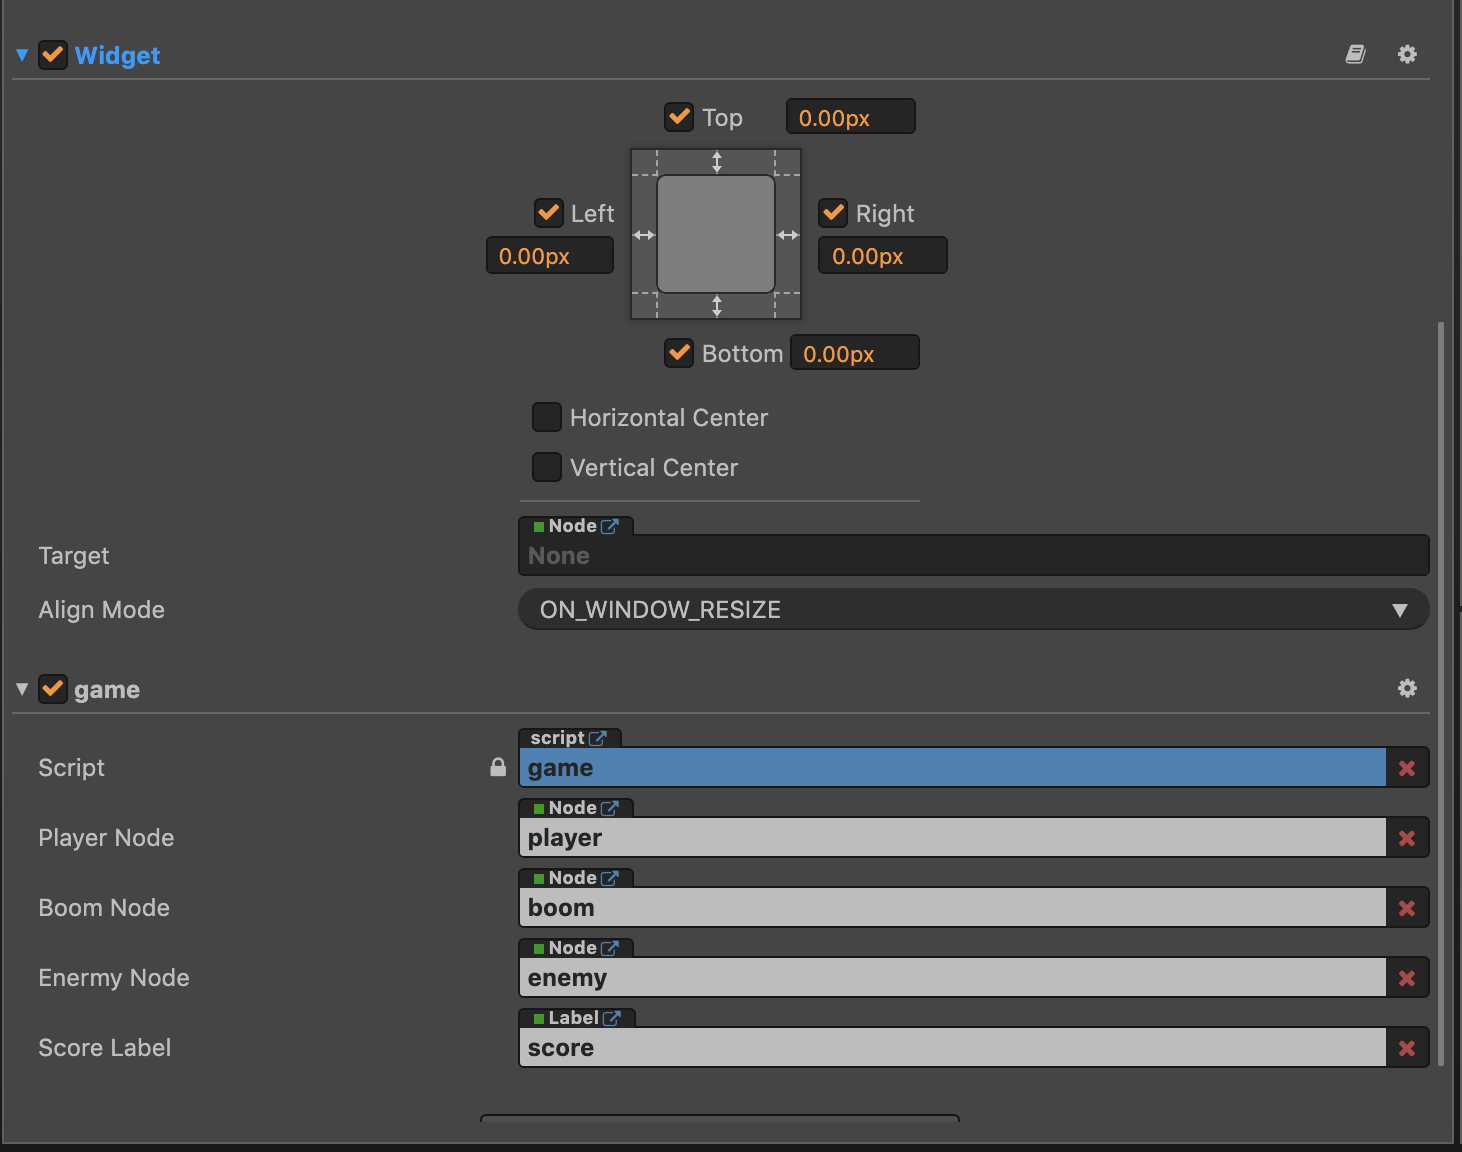 Widget
Top 0.00px
Left Right
0.00px 0.00px
Bottom 0.00px
Horizontal Center
Vertical Center
Node
Target None
Align Mode ON_WINDOW_RESIZE
game
script
Script game
Node
Player Node player
Node
Boom Node boom
Node
Enermy Node enemy
Label
Score Label score